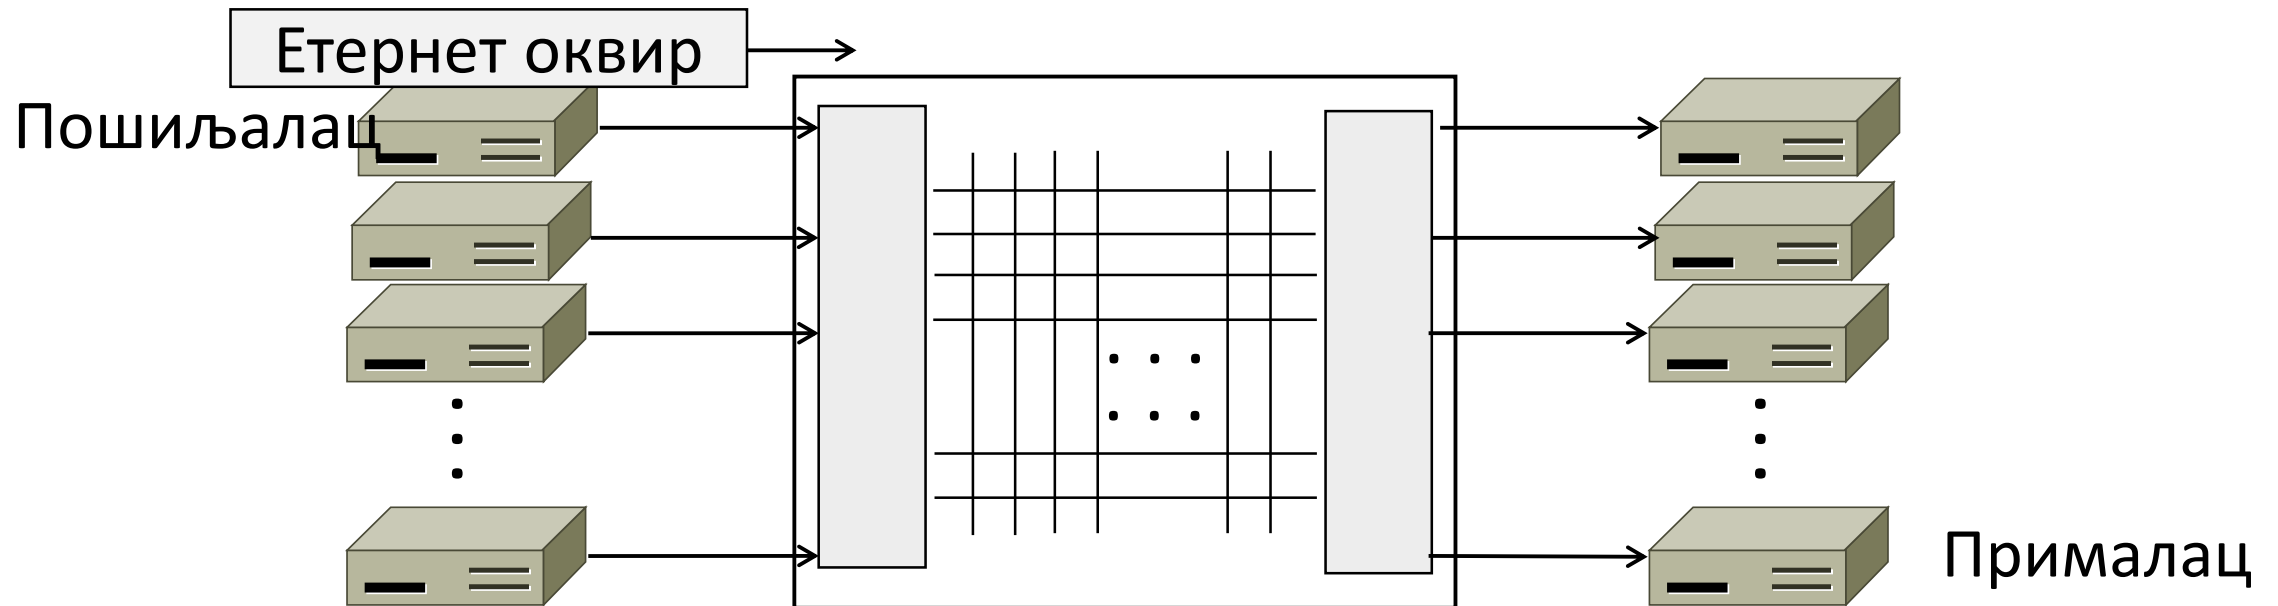 Етернет оквир
Пошиљалац
Прималац